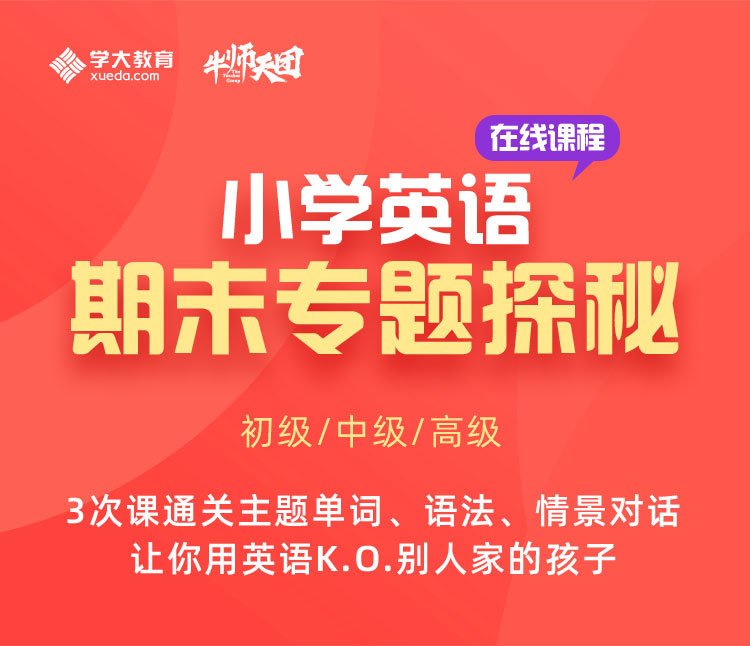 学大教育
xueda.com
牛师天团
The Teacher Group
在线课程
小学英语
期末专题探秘
初级/中级/高级
3次课通关主题单词、语法、情景对话
让你用英语K.O.别人家的孩子